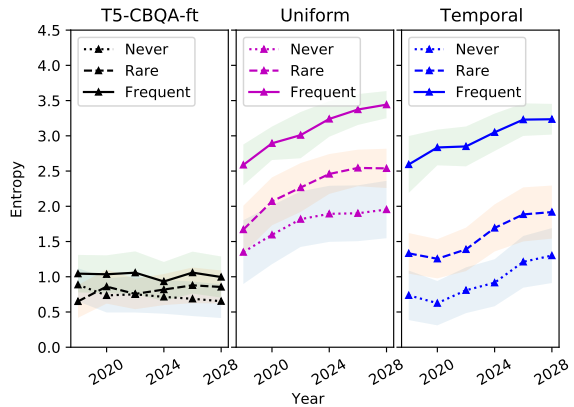 T5-CBQA-ft Uniform Temporal
4.5
4.0
3.5
3.0
2.5
2.0
1.5
1.0
0.5
0.0
Entropy
Never
Rare
Frequent
Never
Rare
Frequent
Never
Rare
Frequent
2020 2024 2028 2020 2024 2028 2020 2024 2028
Year